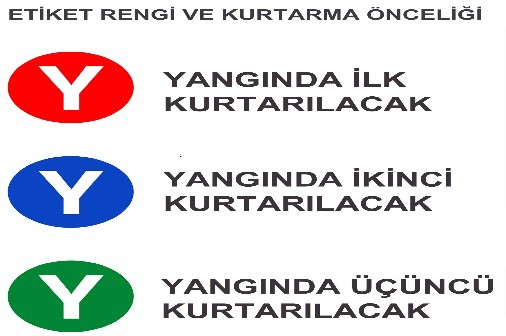 ETİKET RENGİ VE KURTARMA ÖNCELİĞİ
Y
YANGINDA İLK
KURTARILACAK
Y
YANGINDA İKİNCİ
KURTARILACAK
Y
YANGINDA ÜÇÜNCÜ
KURTARILACAK